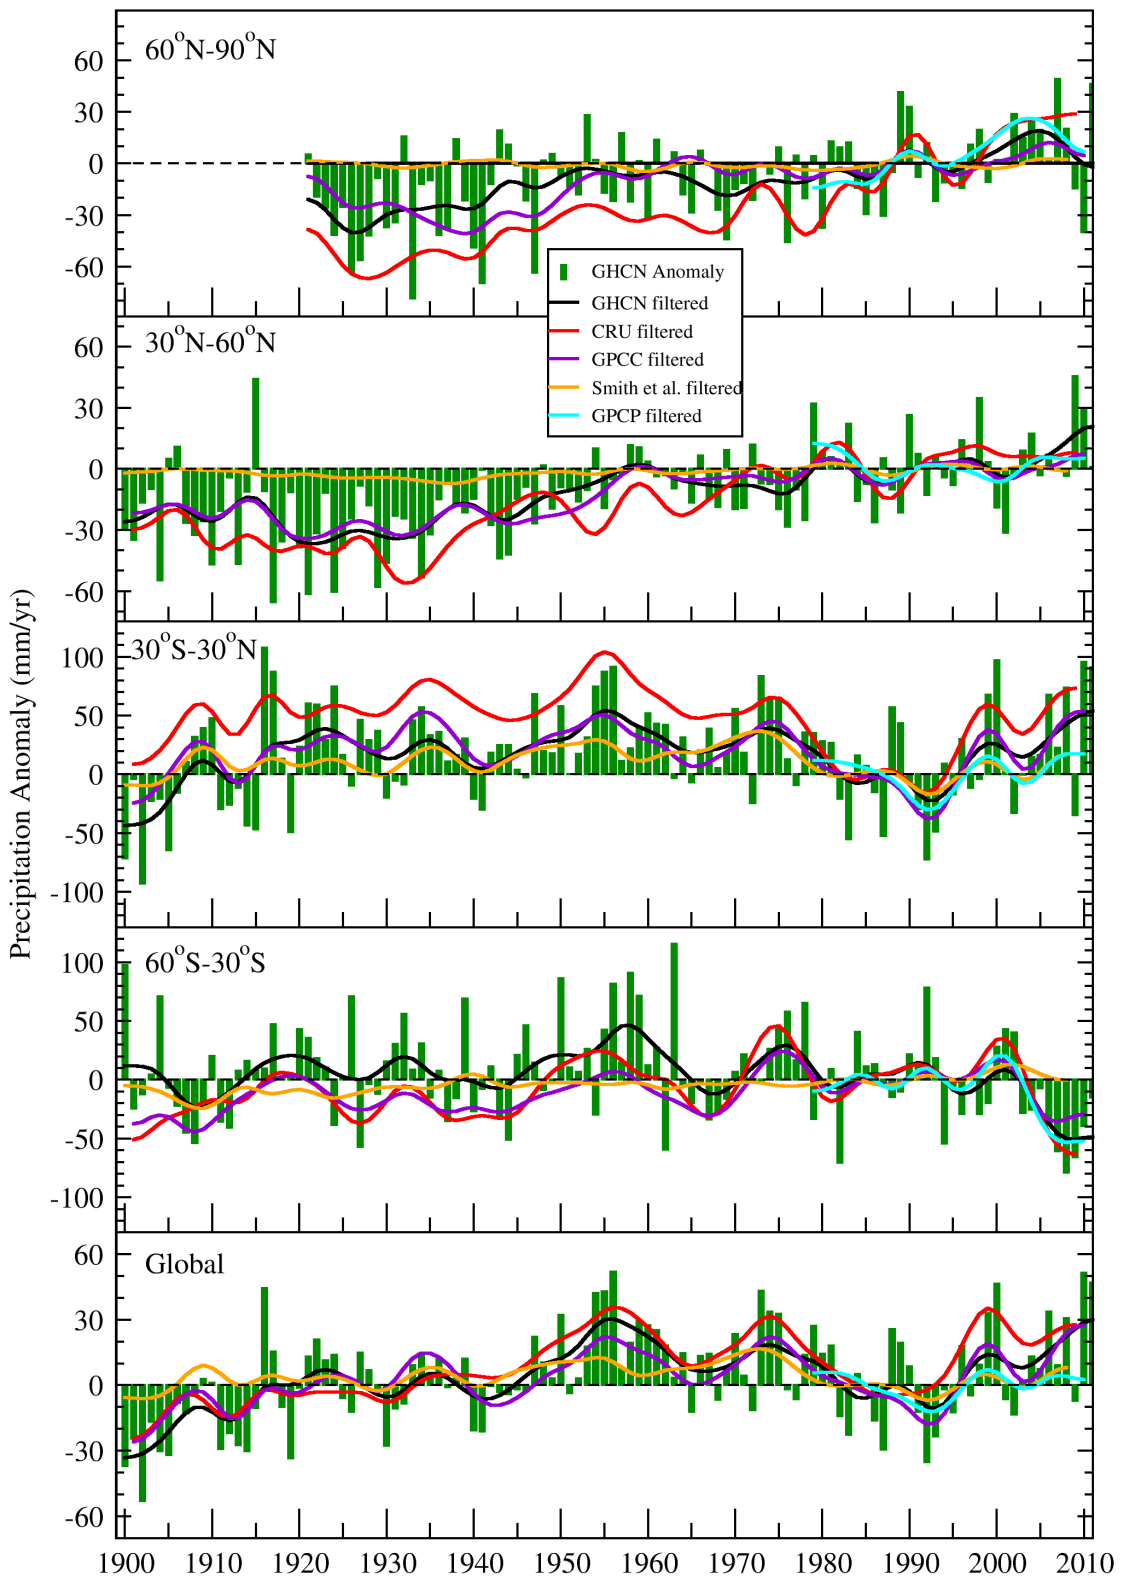 60°N-90°N
60
30
0
-30
-60
GHCN Anomaly
GHCN filtered
CRU filtered
GPCC filtered
Smith et al. filtered
GPCP filtered
30°N-60°N
60
30
0
-30
-60
Precipitation Anomaly (mm/yr)
30°S-30°N
100
50
0
-50
-100
60°S-30°S
100
50
0
-50
-100
Global
60
30
0
-30
-60
1900 1910 1920 1930 1940 1950 1960 1970 1980 1990 2000 2010